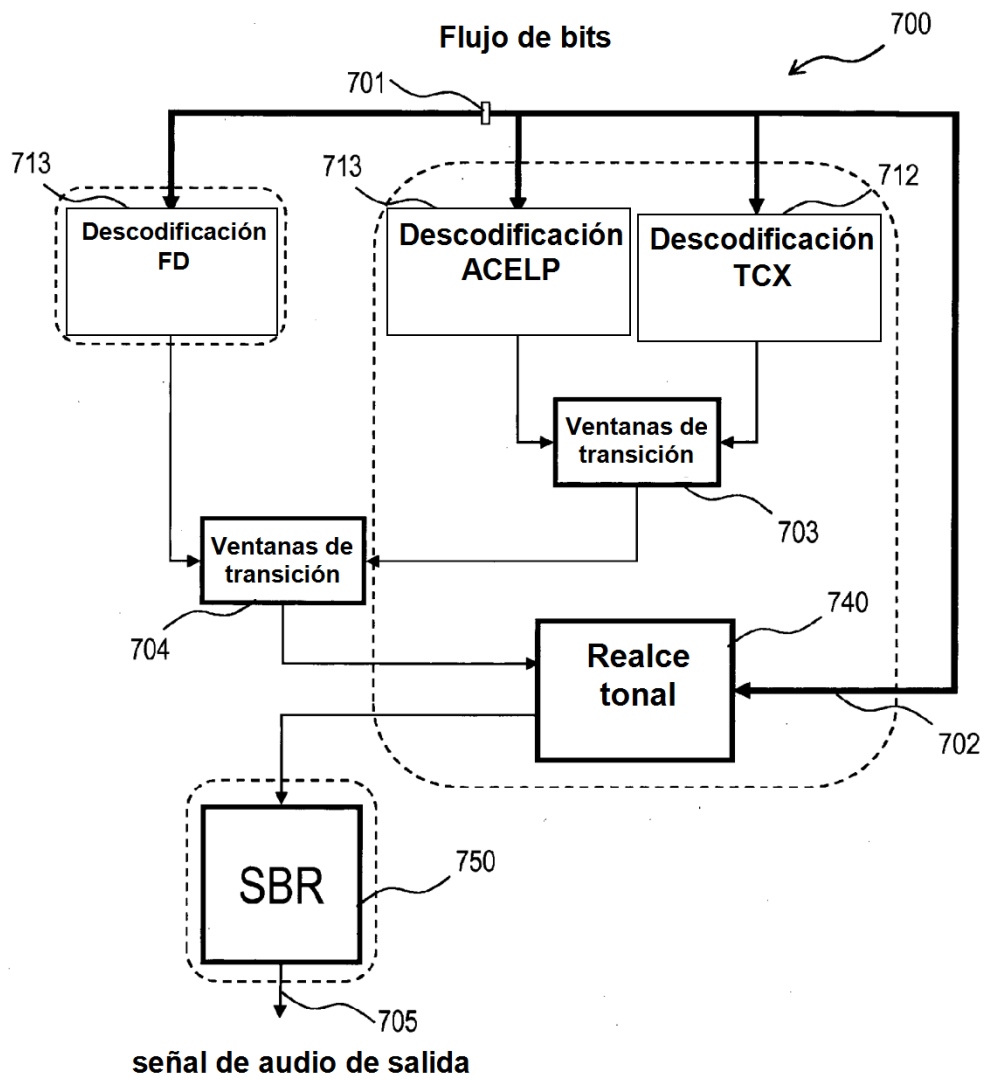 Flujo de bits
700
701
713
Descodificación
FD
713
Descodificación
ACELP
712
Descodificación
TCX
Ventanas de
transición
703
Ventanas de
transición
704
740
Realce
tonal
702
SBR
750
705
señal de audio de salida